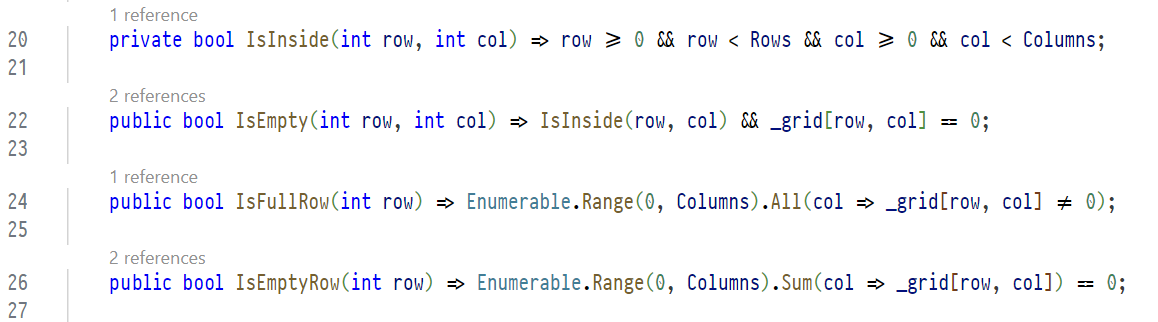 1 reference
20 private bool IsInside(int row, int col) => row >= 0 && row < Rows && col >= 0 && col < Columns;
21
2 references
22 public bool IsEmpty(int row, int col) => IsInside(row, col) && _grid[row, col] == 0;
23
1 reference
24 public bool IsFullRow(int row) => Enumerable.Range(0, Columns).All(col => _grid[row, col] != 0);
25
2 references
26 public bool IsEmptyRow(int row) => Enumerable.Range(0, Columns).Sum(col => _grid[row, col]) == 0;
27